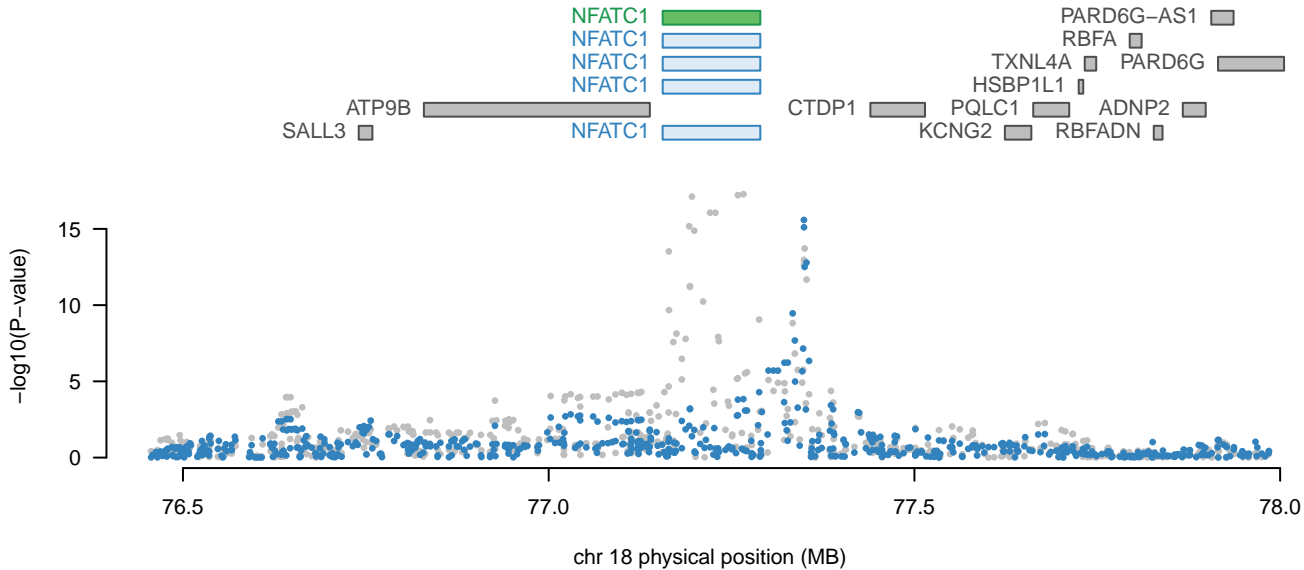 NFATC1 PARD6G−AS1
NFATC1 RBFA
NFATC1 TXNL4A PARD6G
NFATC1 HSBP1L1
ATP9B CTDP1 PQLC1 ADNP2
SALL3 NFATC1 KCNG2 RBFADN
15
10
5
0
−log10(P−value)
76.5 77.0 77.5 78.0
chr 18 physical position (MB)